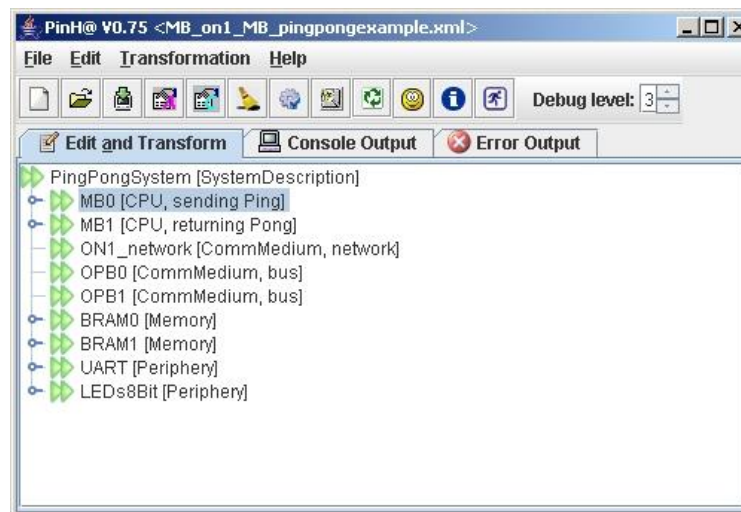 PinH@ V0.75 <MB_on1_MB_pingpongexample.xml>
File Edit Transformation Help
Debug level: 3
Edit and Transform Console Output Error Output
PingPongSystem [SystemDescription]
MB0 [CPU, sending Ping]
MB1 [CPU, returning Pong]
ON1_network [CommMedium, network]
OPB0 [CommMedium, bus]
OPB1 [CommMedium, bus]
BRAM0 [Memory]
BRAM1 [Memory]
UART [Periphery]
LEDs8Bit [Periphery]